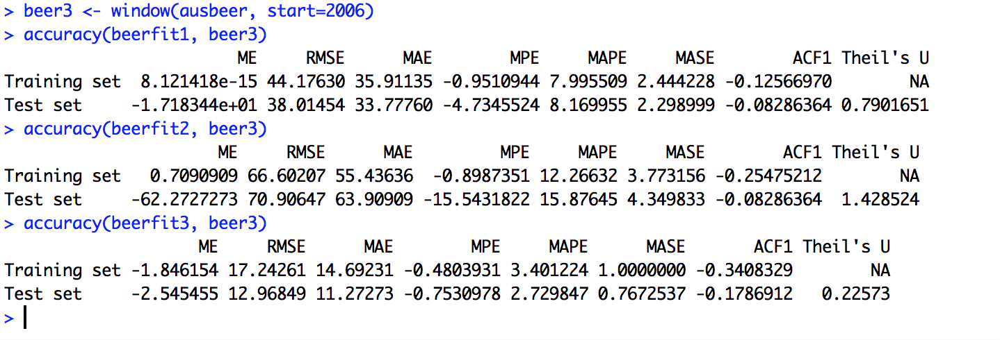 > beer3 <- window(ausbeer, start=2006)
> accuracy(beerfit1, beer3)
ME RMSE MAE MPE MAPE MASE ACF1 Theil's U
Training set 8.121418e-15 44.17630 35.91135 -0.9510944 7.995509 2.444228 -0.12566970 NA
Test set -1.718344e+01 38.01454 33.77760 -4.7345524 8.169955 2.298999 -0.08286364 0.7901651
> accuracy(beerfit2, beer3)
ME RMSE MAE MPE MAPE MASE ACF1 Theil's U
Training set 0.7090909 66.60207 55.43636 -0.8987351 12.26632 3.773156 -0.25475212 NA
Test set -62.2727273 70.90647 63.90909 -15.5431822 15.87645 4.349833 -0.08286364 1.428524
> accuracy(beerfit3, beer3)
ME RMSE MAE MPE MAPE MASE ACF1 Theil's U
Training set -1.846154 17.24261 14.69231 -0.4803931 3.401224 1.0000000 -0.3408329 NA
Test set -2.545455 12.96849 11.27273 -0.7530978 2.729847 0.7672537 -0.1786912 0.22573
>